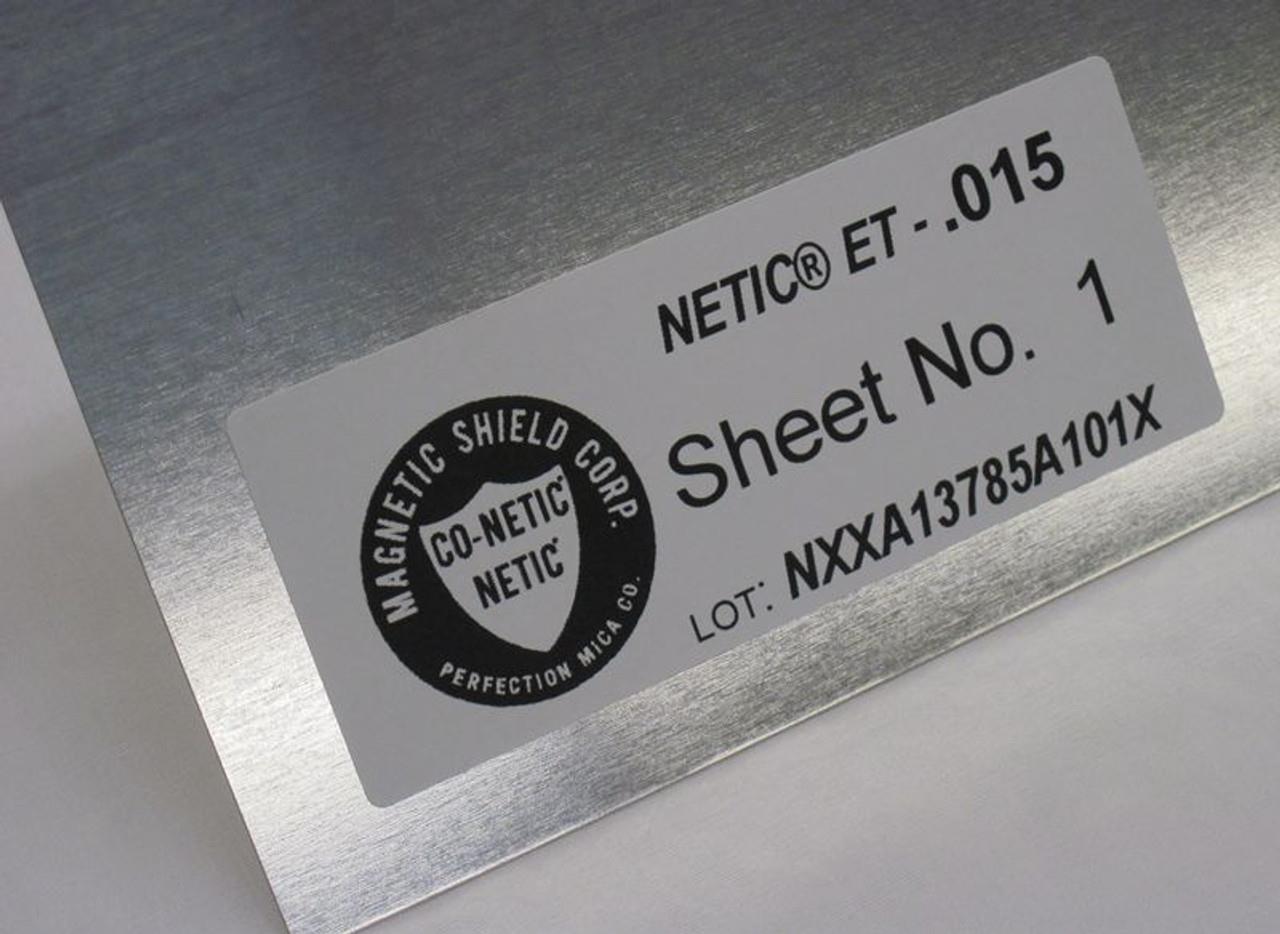 NETIC® ET - .015
Sheet No. 1
LOT: NXXA13785A101X
MAGNETIC SHIELD CORP.
CO-NETIC®
NETIC®
PERFECTION MICA CO.